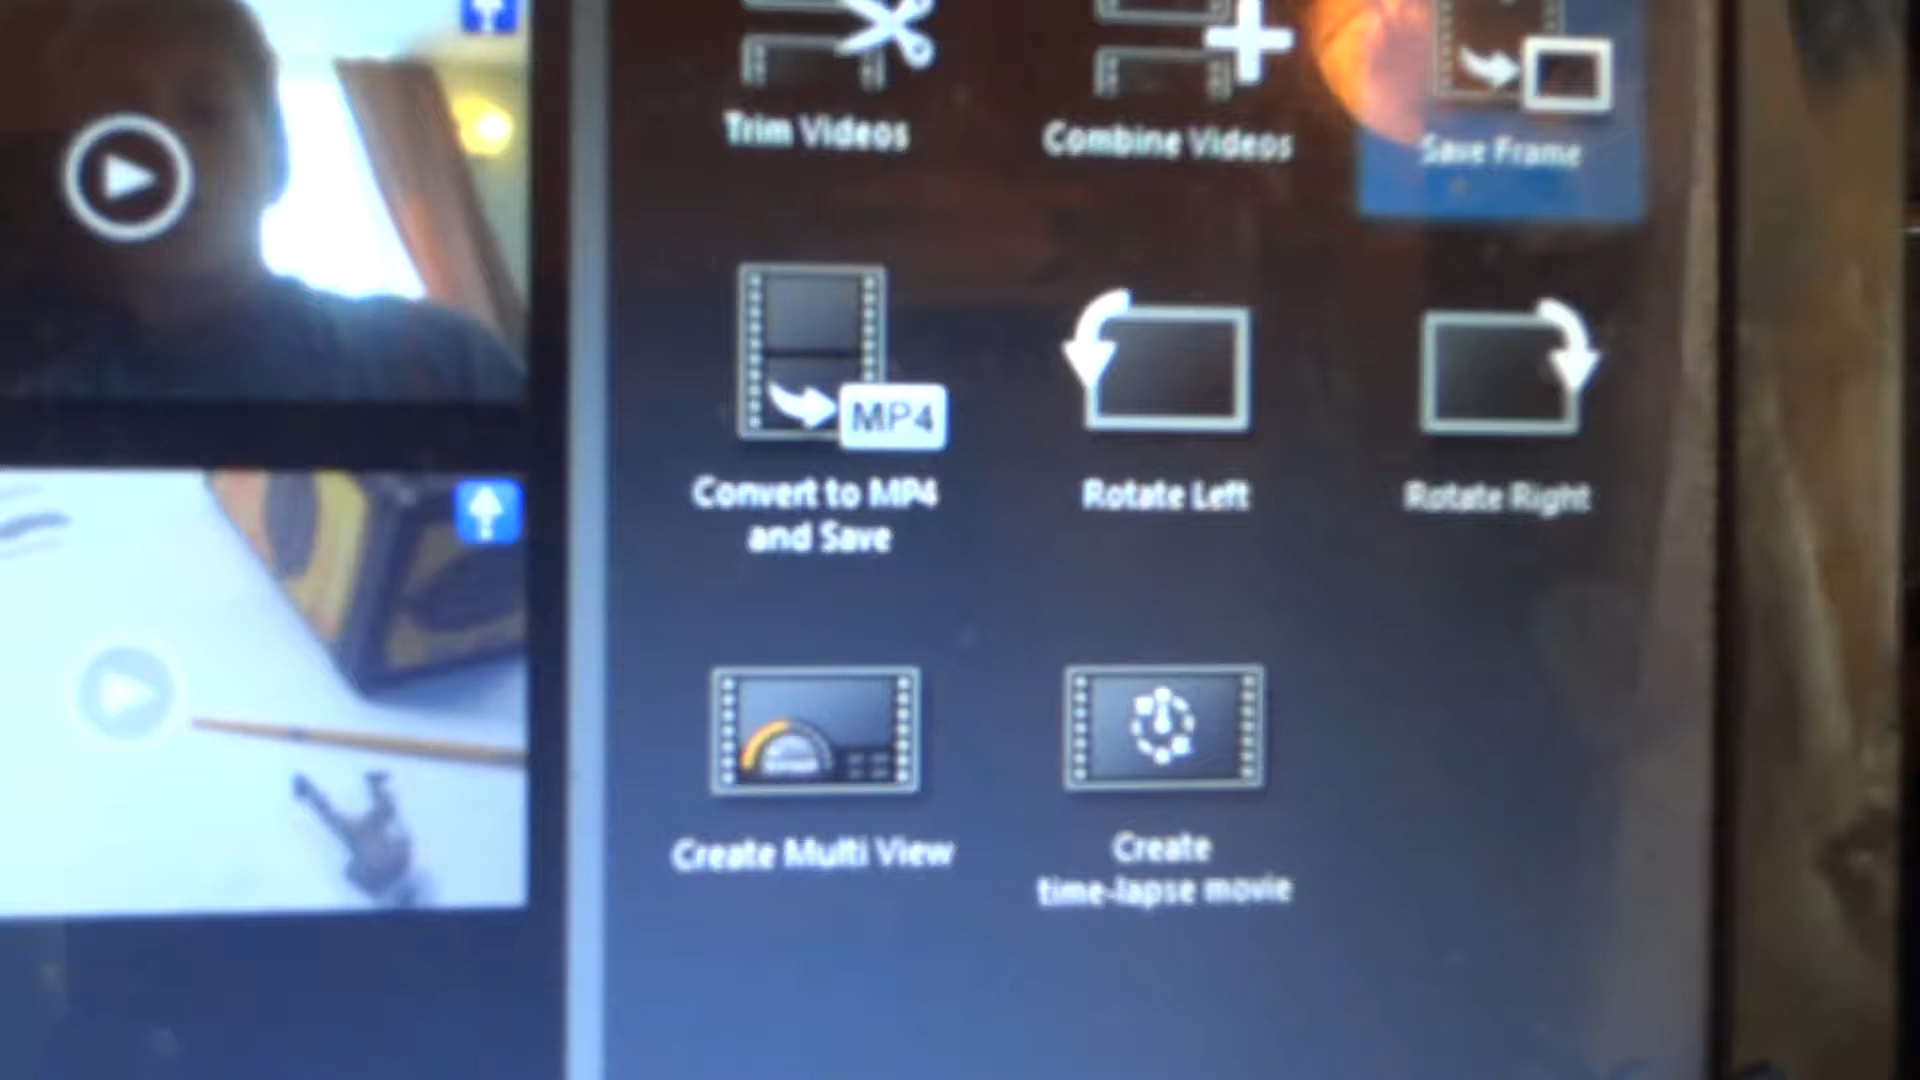 Trim Videos
Combine Videos
Save Frame
MP4
Convert to MP4
and Save
Rotate Left
Rotate Right
Create Multi View
Create
time-lapse movie